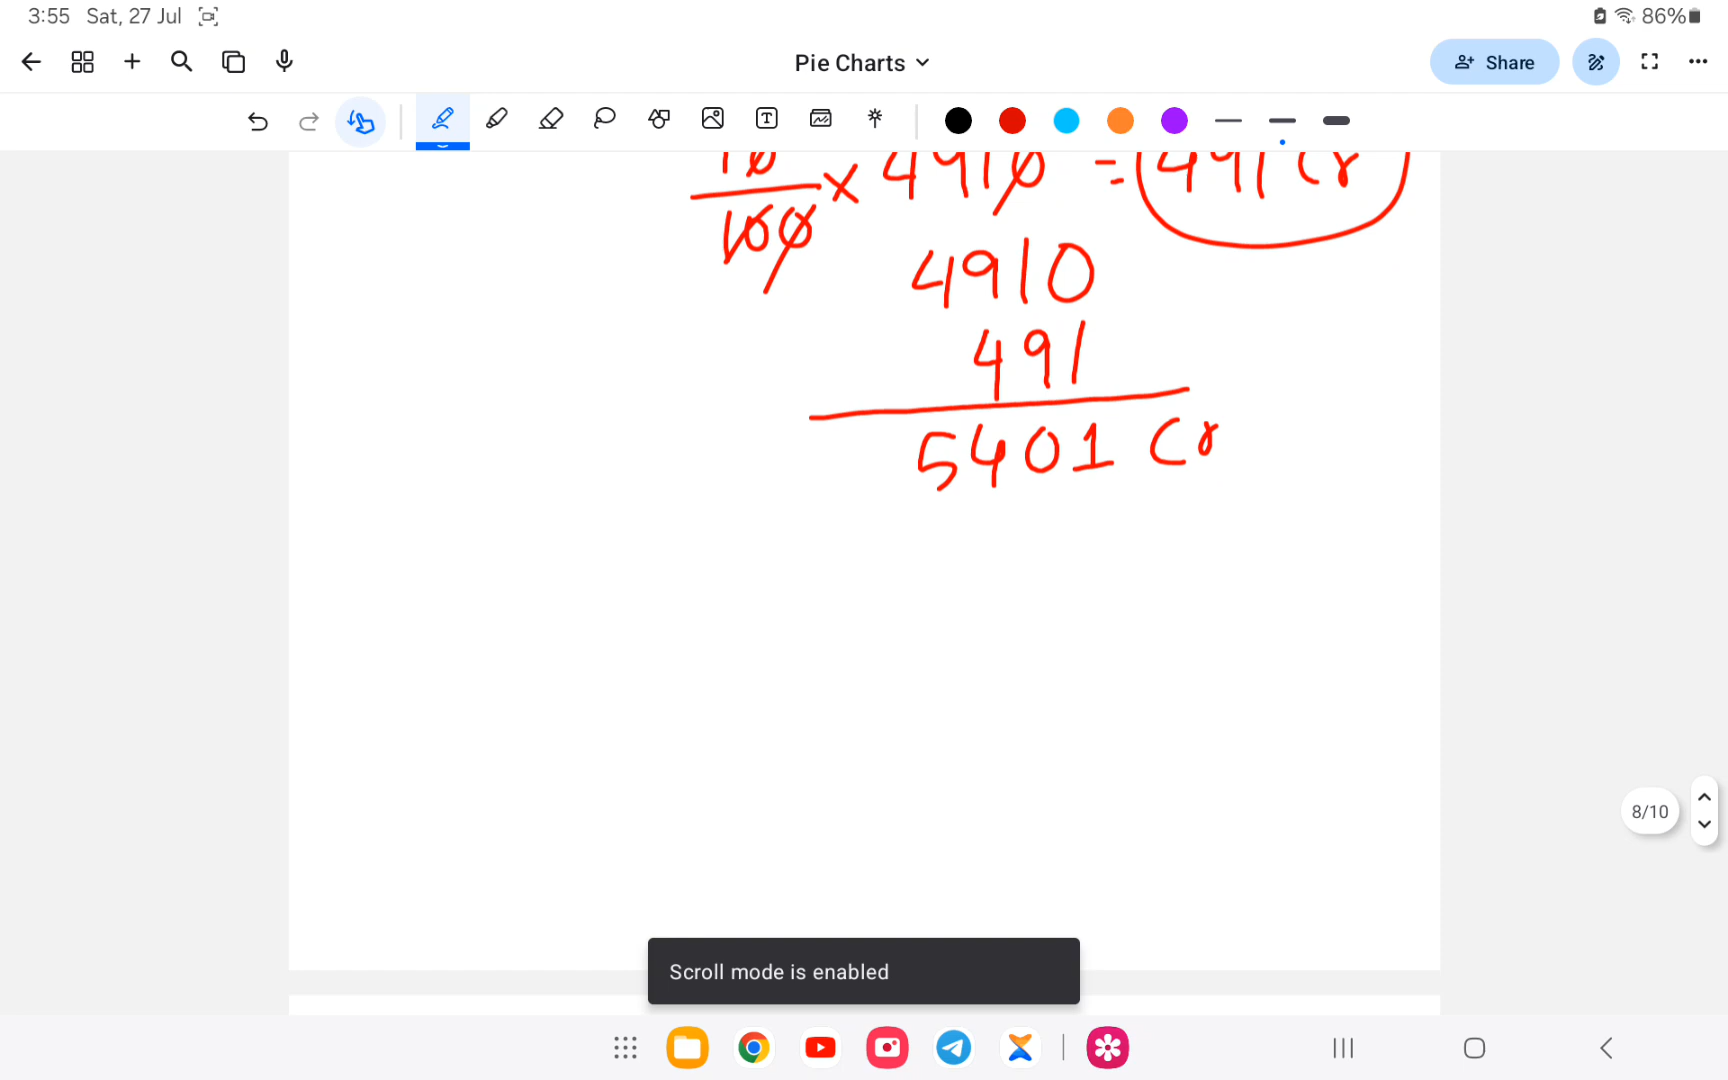 3:55 Sat, 27 Jul 86%
Pie Charts Share
10
100 × 4910 = 491 Cr
4910
491
5401 Cr
8/10
Scroll mode is enabled